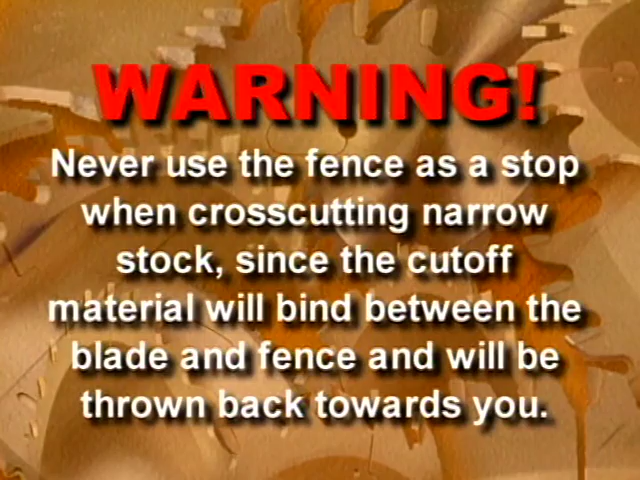 WARNING!
Never use the fence as a stop
when crosscutting narrow
stock, since the cutoff
material will bind between the
blade and fence and will be
thrown back towards you.